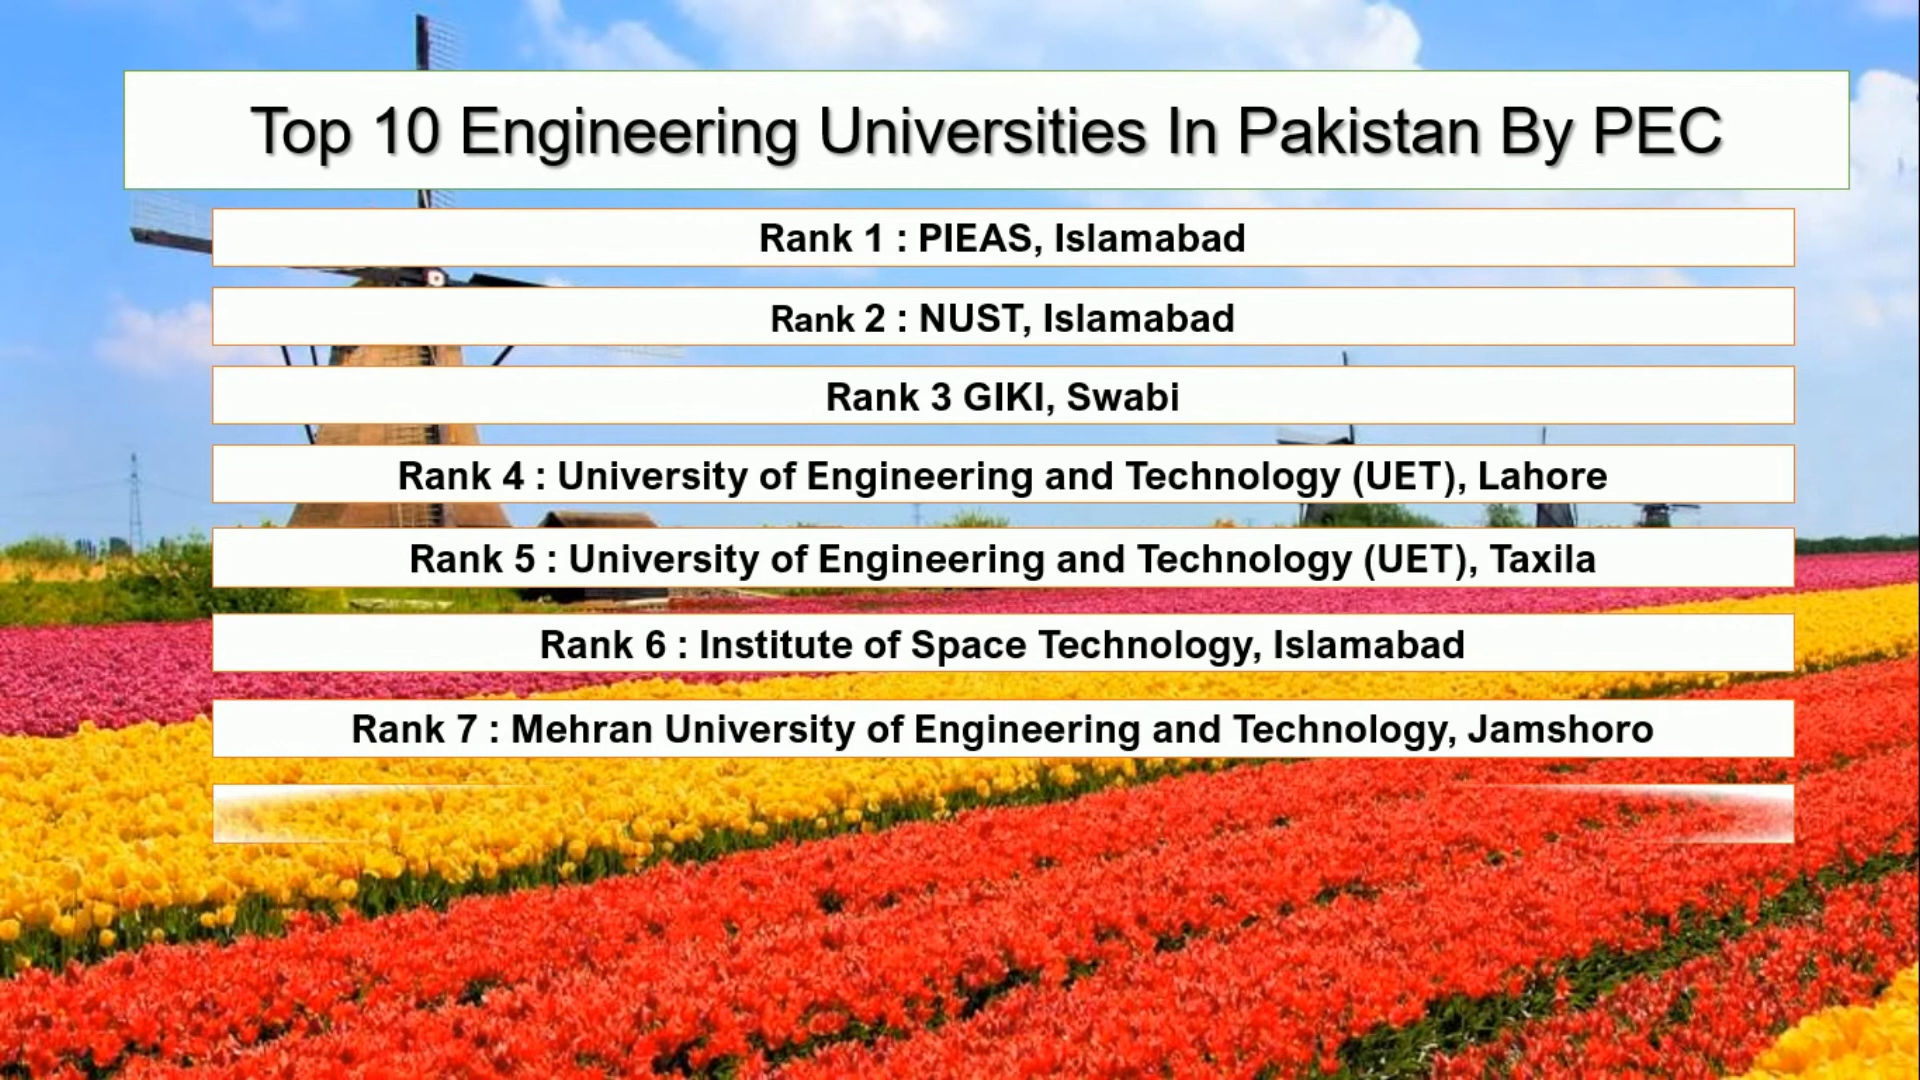 Top 10 Engineering Universities In Pakistan By PEC
Rank 1 : PIEAS, Islamabad
Rank 2 : NUST, Islamabad
Rank 3 GIKI, Swabi
Rank 4 : University of Engineering and Technology (UET), Lahore
Rank 5 : University of Engineering and Technology (UET), Taxila
Rank 6 : Institute of Space Technology, Islamabad
Rank 7 : Mehran University of Engineering and Technology, Jamshoro